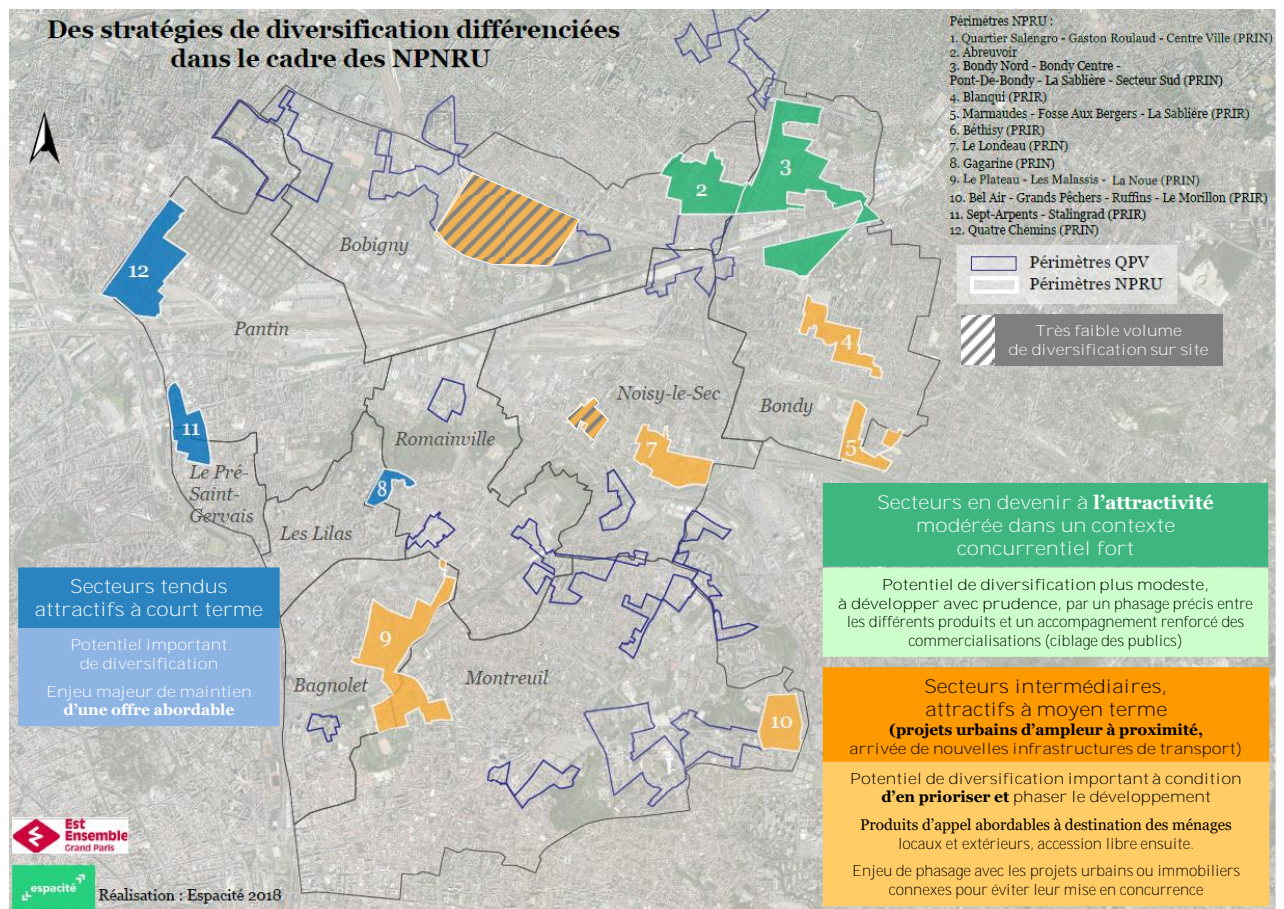 Des stratégies de diversification différenciées
dans le cadre des NPNRU
Périmètres NPRU :
1. Quartier Salengro - Gaston Roulaud - Centre Ville (PRIN)
2. Abreuvoir
3. Bondy Nord - Bondy Centre -
Pont-De-Bondy - La Sablière - Secteur Sud (PRIN)
4. Blanqui (PRIR)
5. Marnaudes - Fosse Aux Bergers - La Sablière (PRIR)
6. Béthisy (PRIR)
7. Le Londeau (PRIN)
8. Gagarine (PRIN)
9. Le Plateau - Les Malassis - La Noue (PRIN)
10. Bel Air - Grands Pêchers - Ruffins - Le Morillon (PRIR)
11. Sept-Arpents - Stalingrad (PRIR)
12. Quatre Chemins (PRIN)
Périmètres QPV
Périmètres NPRU
Très faible volume
de diversification sur site
3
2
Bobigny
12
Pantin
4
Noisy-le-Sec
Bondy
11
Romainville
7
5
Le Pré-
Saint-
Gervais
8
Les Lilas
9
Bagnolet
Montreuil
10
Secteurs tendus
attractifs à court terme
Potentiel important
de diversification
Enjeu majeur de maintien
d'une offre abordable
Secteurs en devenir à l'attractivité
modérée dans un contexte
concurrentiel fort
Potentiel de diversification plus modeste,
à développer avec prudence, par un phasage précis entre
les différents produits et un accompagnement renforcé des
commercialisations (ciblage des publics)
Secteurs intermédiaires,
attractifs à moyen terme
(projets urbains d'ampleur à proximité,
arrivée de nouvelles infrastructures de transport)
Potentiel de diversification important à condition
d'en prioriser et phaser le développement
Produits d'appel abordables à destination des ménages
locaux et extérieurs, accession libre ensuite.
Enjeu de phasage avec les projets urbains ou immobiliers
connexes pour éviter leur mise en concurrence
Est
Ensemble
Grand Paris
espacité
Réalisation : Espacité 2018